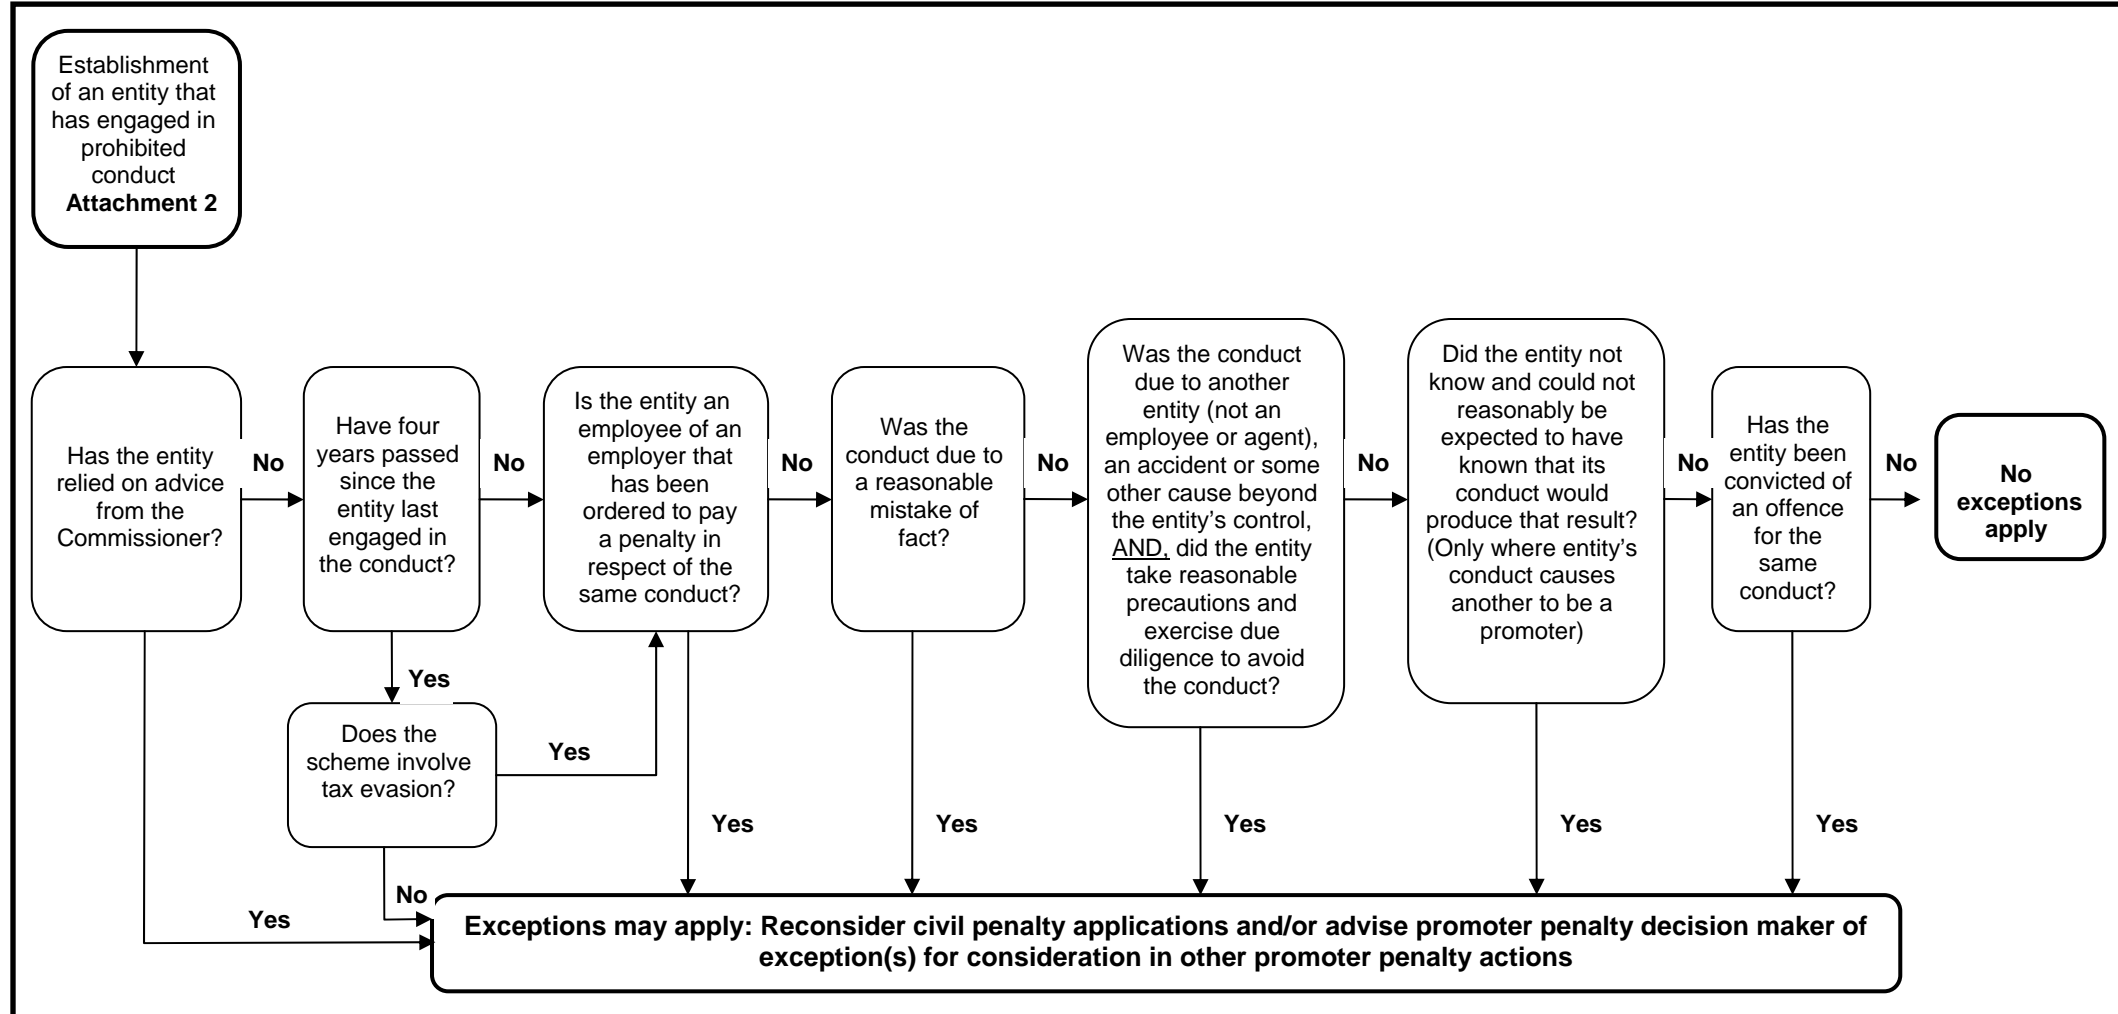 Establishment
of an entity that
has engaged in
prohibited
conduct
Attachment 2
Has the entity
relied on advice
from the
Commissioner?
No
Have four
years passed
since the
entity last
engaged in
the conduct?
No
Is the entity an
employee of an
employer that
has been
ordered to pay
a penalty in
respect of the
same conduct?
No
Was the
conduct due to
a reasonable
mistake of
fact?
No
Was the conduct
due to another
entity (not an
employee or agent),
an accident or some
other cause beyond
the entity’s control,
AND, did the entity
take reasonable
precautions and
exercise due
diligence to avoid
the conduct?
No
Did the entity not
know and could not
reasonably be
expected to have
known that its
conduct would
produce that result?
(Only where entity’s
conduct causes
another to be a
promoter)
No
Has the
entity been
convicted of
an offence
for the
same
conduct?
No
No
exceptions
apply
Yes
Does the
scheme involve
tax evasion?
Yes
Yes
Yes
Yes
Yes
Yes
No
Yes
Exceptions may apply: Reconsider civil penalty applications and/or advise promoter penalty decision maker of
exception(s) for consideration in other promoter penalty actions